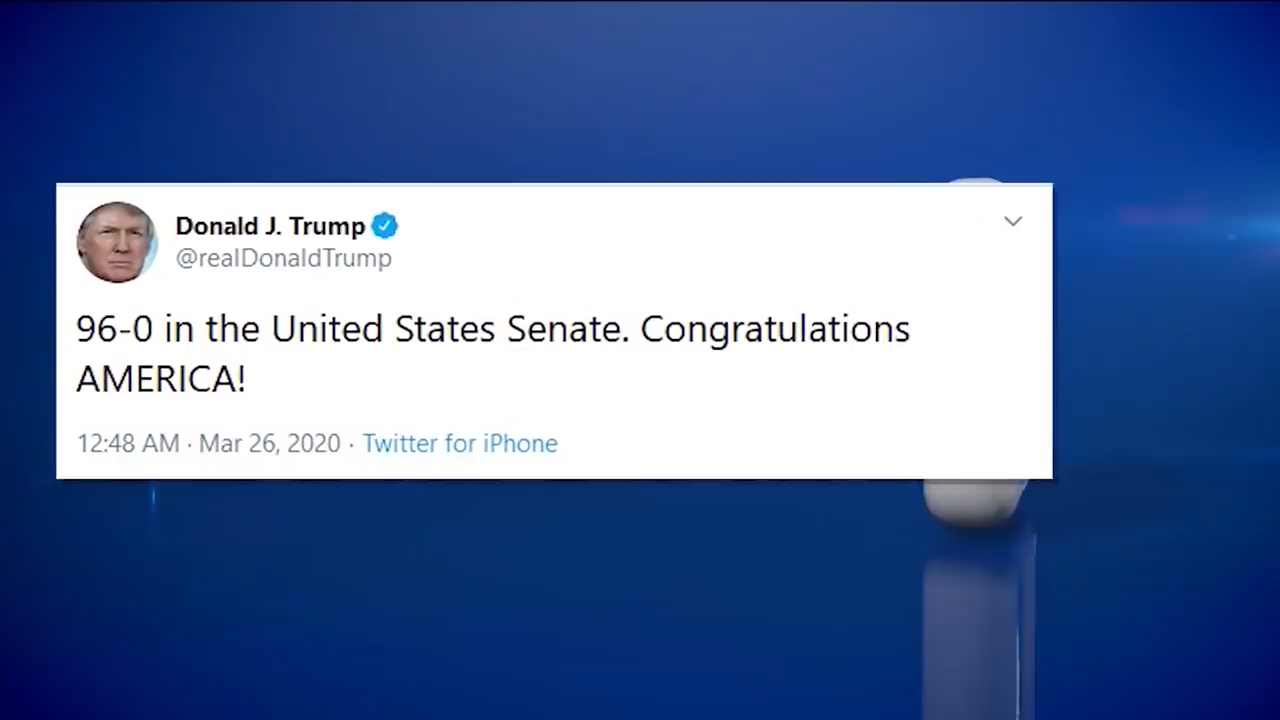 Donald J. Trump
@realDonaldTrump
96-0 in the United States Senate. Congratulations
AMERICA!
12:48 AM · Mar 26, 2020 · Twitter for iPhone